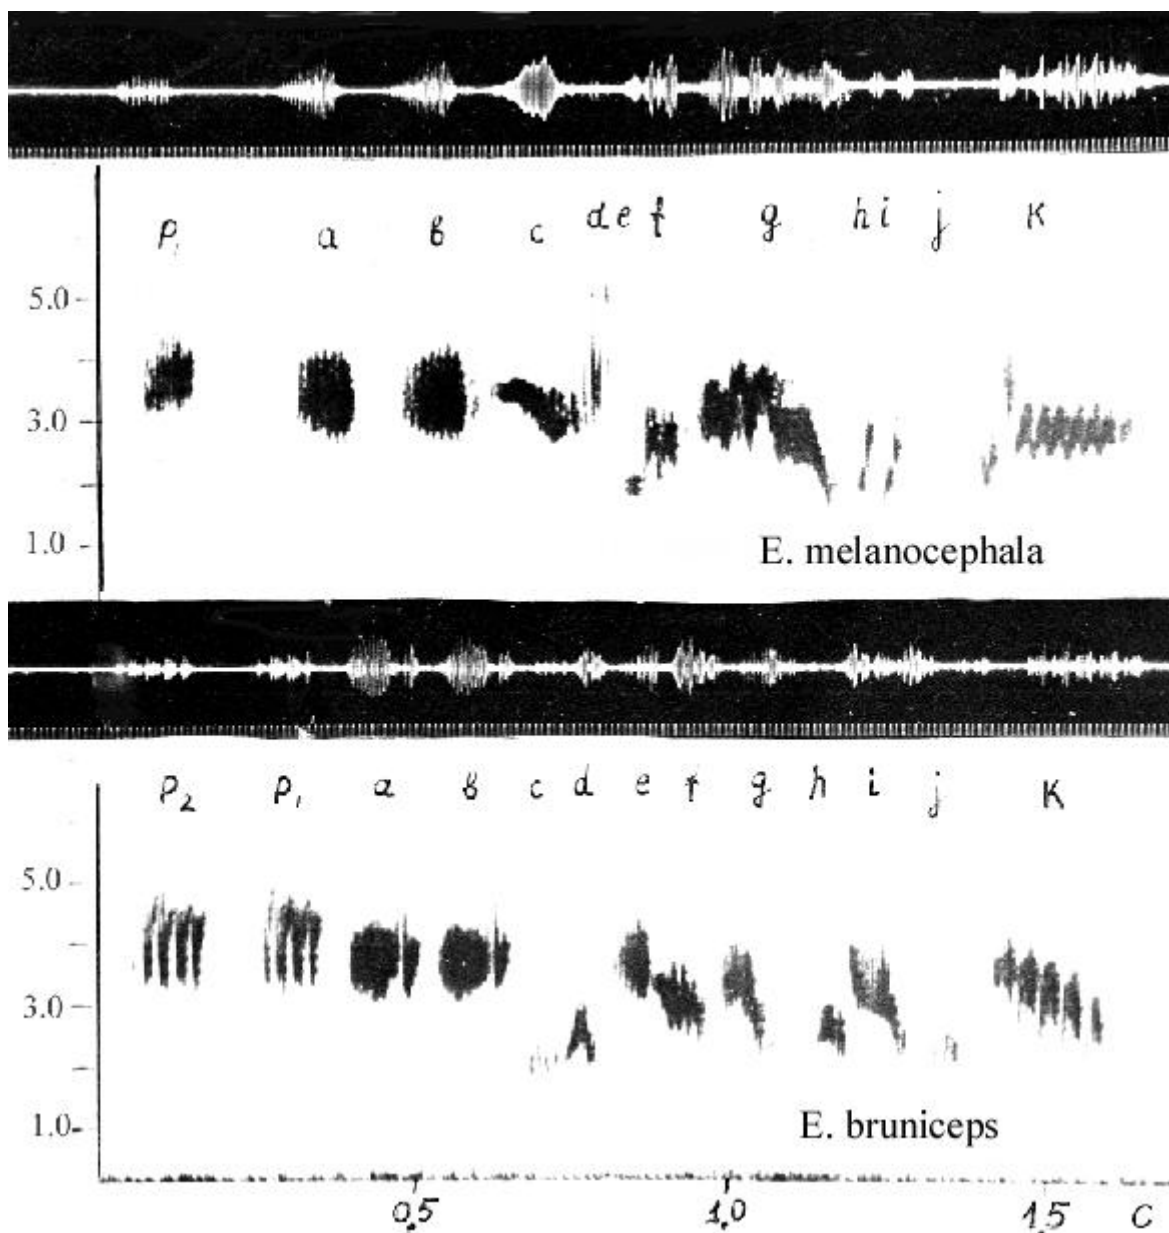 P₁ a b c d e f g h i j K
5.0
3.0
1.0
E. melanocephala
P₂ P₁ a b c d e f g h i j K
5.0
3.0
1.0
E. bruniceps
0,5 1,0 1,5 C